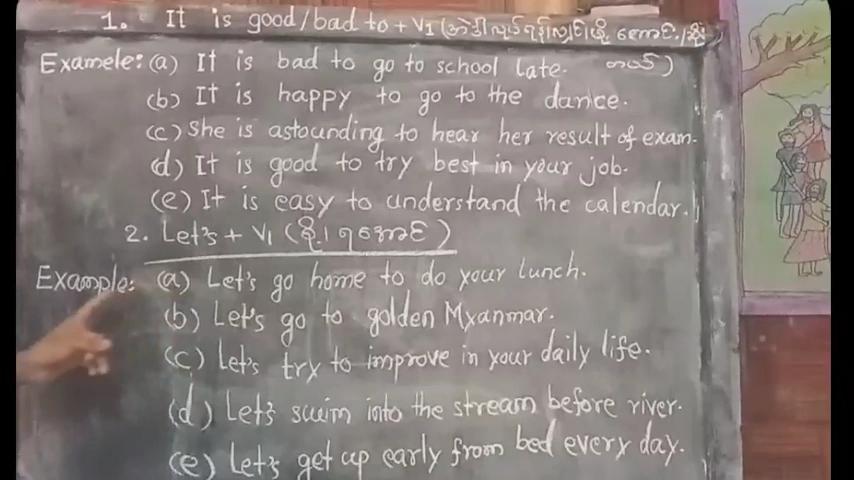 1. It is good/bad to + V1 (
Examele: (a) It is bad to go to school late. တယ်)
(b) It is happy to go to the dance.
(c) She is astounding to hear her result of exam.
(d) It is good to try best in your job.
(e) It is easy to understand the calendar.
2. Let's + V1 (
Example: (a) Let's go home to do your lunch.
(b) Let's go to golden Myanmar.
(c) Let's try to improve in your daily life.
(d) Let's swim into the stream before river.
(e) Let's get up early from bed every day.